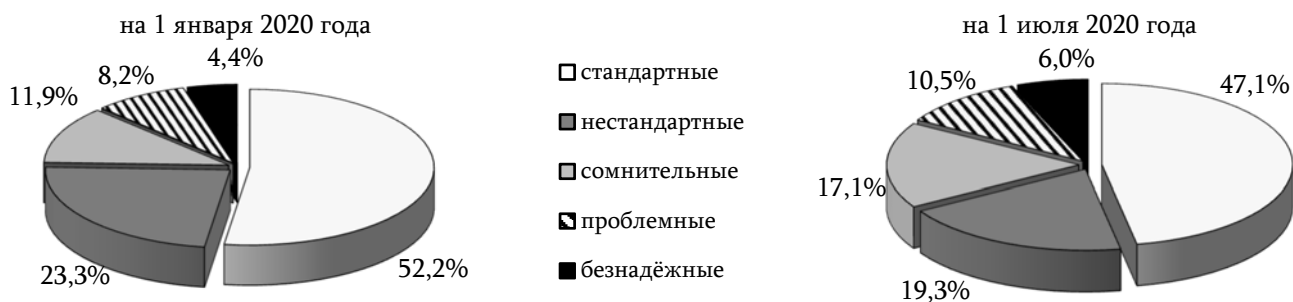 на 1 января 2020 года
4,4%
8,2%
11,9%
23,3%
52,2%
стандартные
нестандартные
сомнительные
проблемные
безнадёжные
на 1 июля 2020 года
6,0%
10,5%
47,1%
17,1%
19,3%